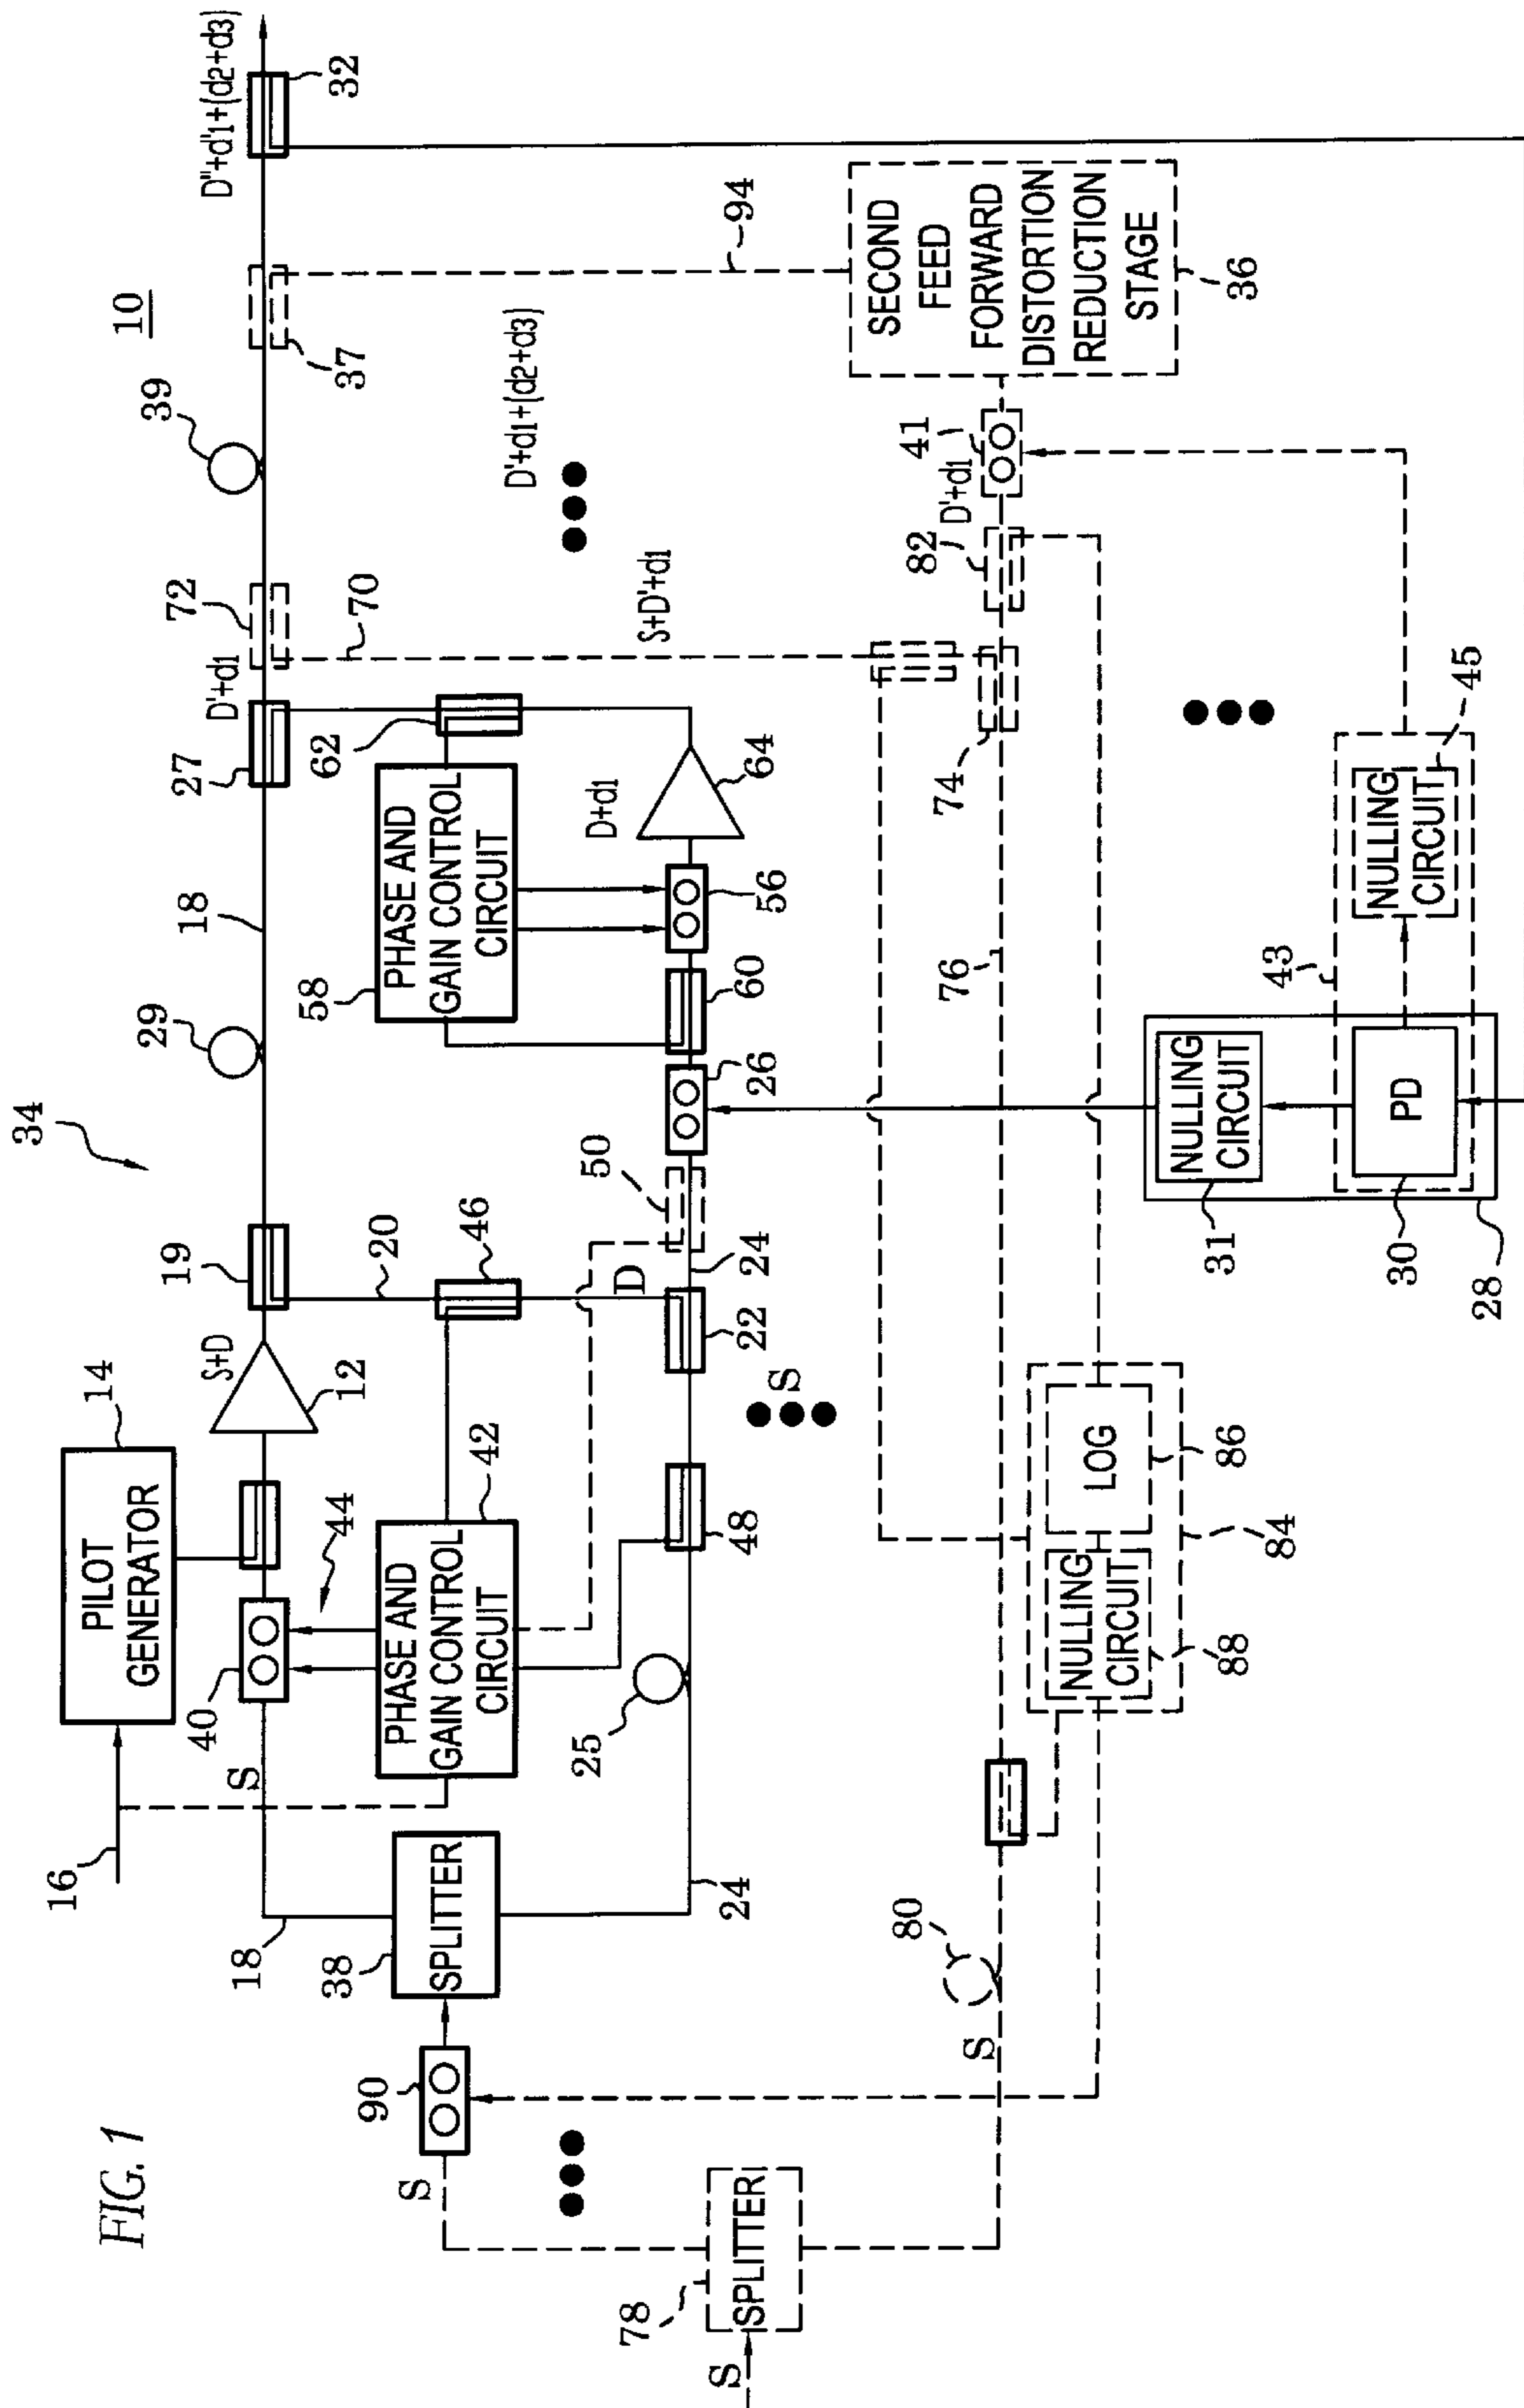 FIG. 1
10
34
16
PILOT
GENERATOR
14
S
40
44
S+D
12
19
18
29
18
27
D'+d1
72
39
37
D"+d'1+(d2+d3)
32
18
38
SPLITTER
90
S
PHASE AND
GAIN CONTROL
CIRCUIT
42
20
46
PHASE AND
GAIN CONTROL
CIRCUIT
58
62
D+d1
64
70
S+D'+d1
D'+d1+(d2+d3)
94
24
25
48
22
D
24
50
26
60
56
S
S
78
SPLITTER
S
80
76
74
82
D'+d1
41
SECOND
FEED
FORWARD
DISTORTION
REDUCTION
STAGE
36
NULLING
CIRCUIT
88
LOG
86
84
NULLING
CIRCUIT
31
PD
30
28
43
NULLING
CIRCUIT
45